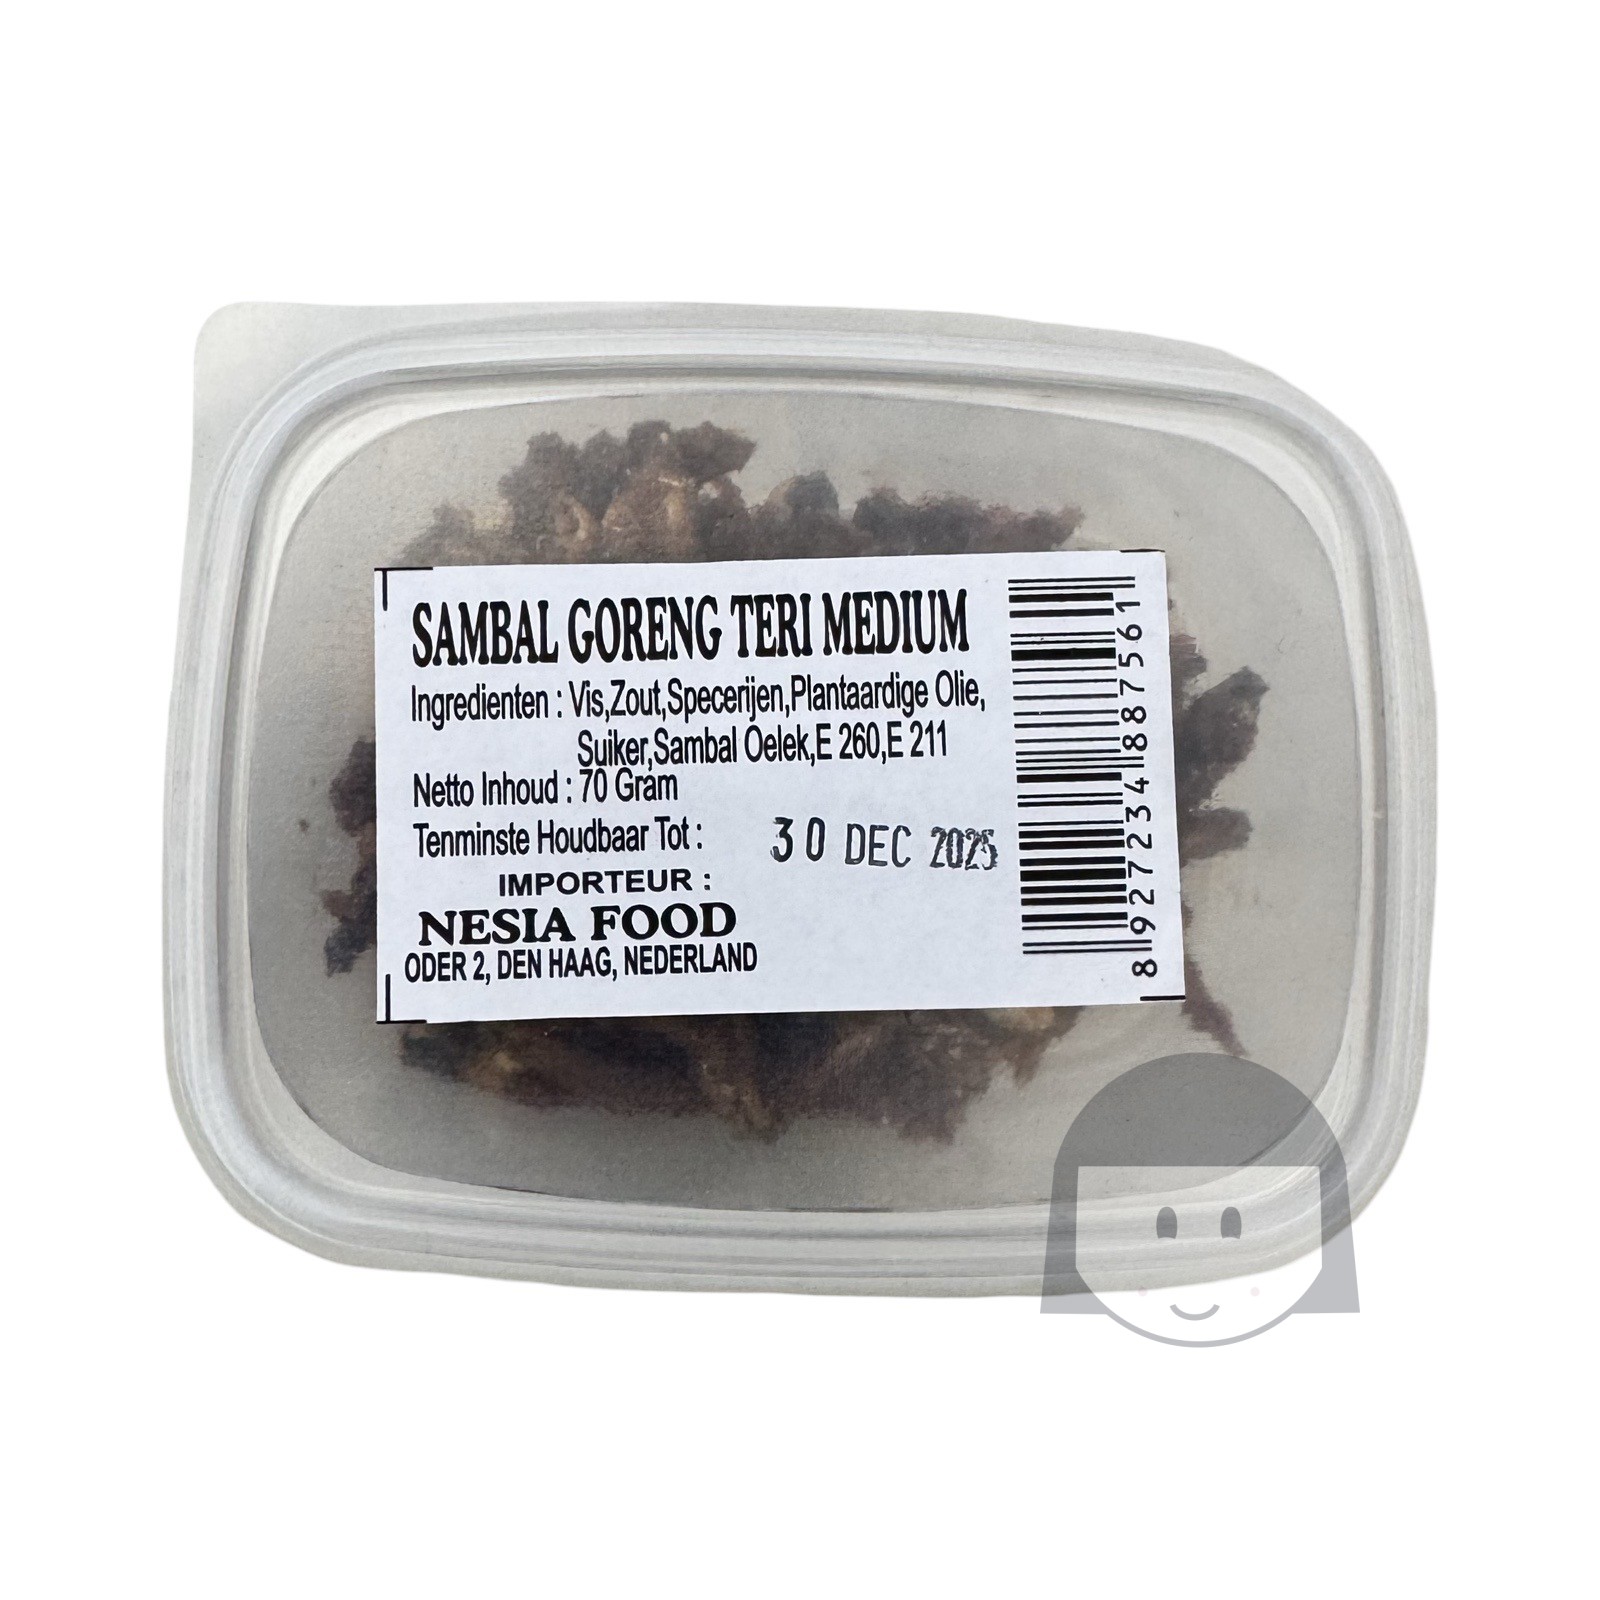 SAMBAL GORENG TERI MEDIUM
Ingredienten : Vis,Zout,Specerijen,Plantaardige Olie,
Suiker,Sambal Oelek,E 260,E 211
Netto Inhoud : 70 Gram
Tenminste Houdbaar Tot : 30 DEC 2025
IMPORTEUR :
NESIA FOOD
ODER 2, DEN HAAG, NEDERLAND
8 927234 887561